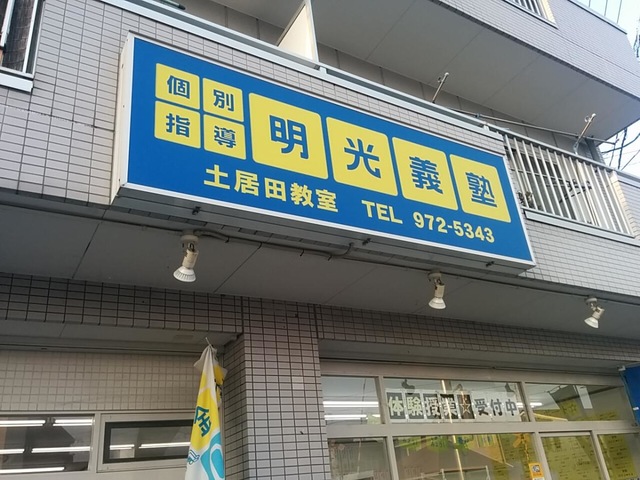 個別
指導
明光義塾
土居田教室 TEL 972-5343
体験授業 受付中